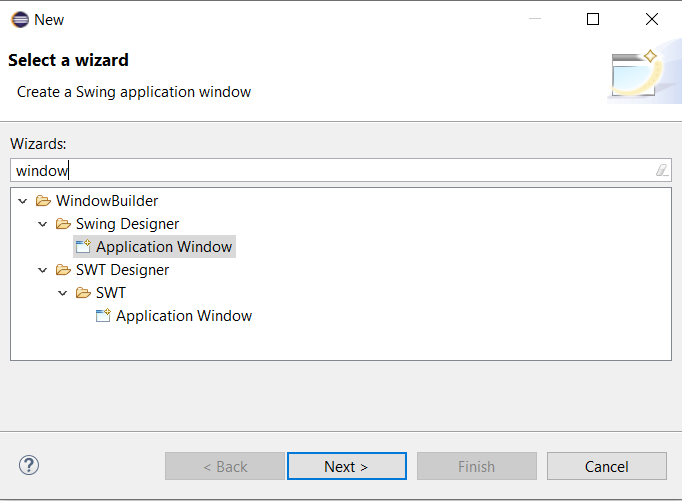 New
Select a wizard
Create a Swing application window
Wizards:
window
WindowBuilder
Swing Designer
Application Window
SWT Designer
SWT
Application Window
?
< Back
Next >
Finish
Cancel